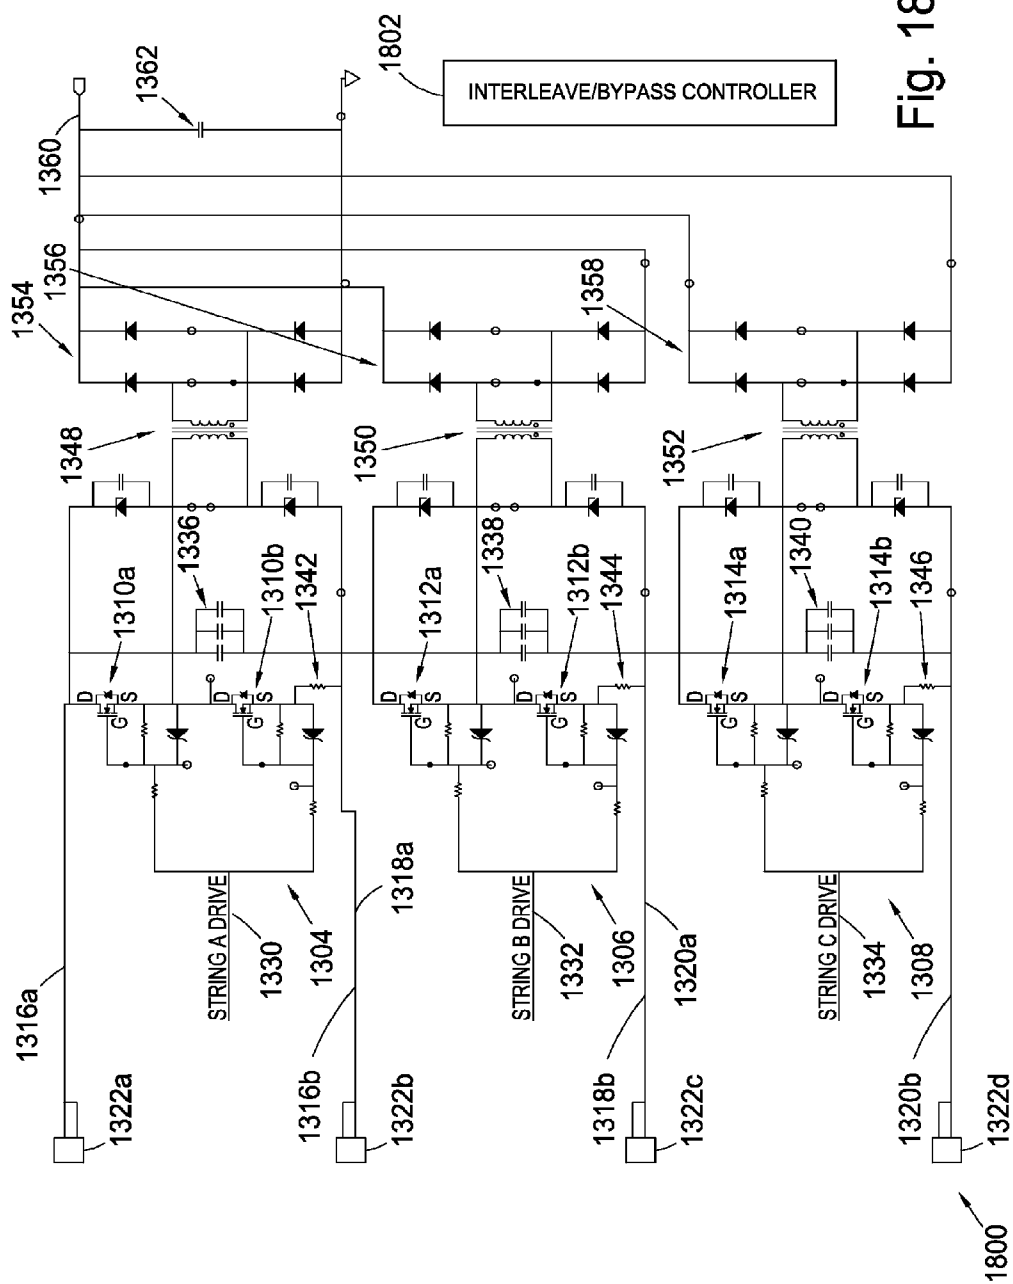 1316a
1322a
1316b
1322b
1318a
1318b
1322c
1320a
1320b
1322d
1800
STRING A DRIVE
1330
1304
STRING B DRIVE
1332
1306
STRING C DRIVE
1334
1308
D
G
S
1310a
G
S
1310b
1336
1342
D
G
S
1312a
G
S
1312b
1338
1344
D
G
S
1314a
G
S
1314b
1340
1346
1348
1350
1352
1354
1356
1358
1360
1362
1802
INTERLEAVE/BYPASS CONTROLLER
Fig. 18